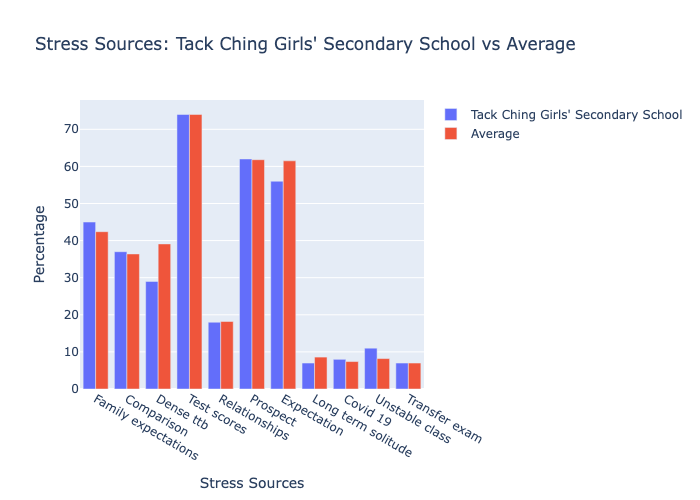 Stress Sources: Tack Ching Girls' Secondary School vs Average
Tack Ching Girls' Secondary School
Average
Percentage
70
60
50
40
30
20
10
0
Family expectations
Comparison
Dense ttb
Test scores
Relationships
Prospect
Expectation
Long term solitude
Covid 19
Unstable class
Transfer exam
Stress Sources